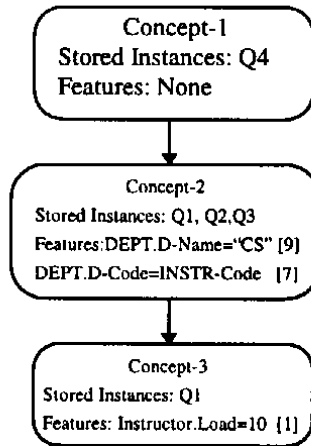 Concept-1
Stored Instances: Q4
Features: None
Concept-2
Stored Instances: Q1, Q2,Q3
Features:DEPT.D-Name="CS" [9]
DEPT.D-Code=INSTR-Code [7]
Concept-3
Stored Instances: Q1
Features: Instructor.Load=10 [1]